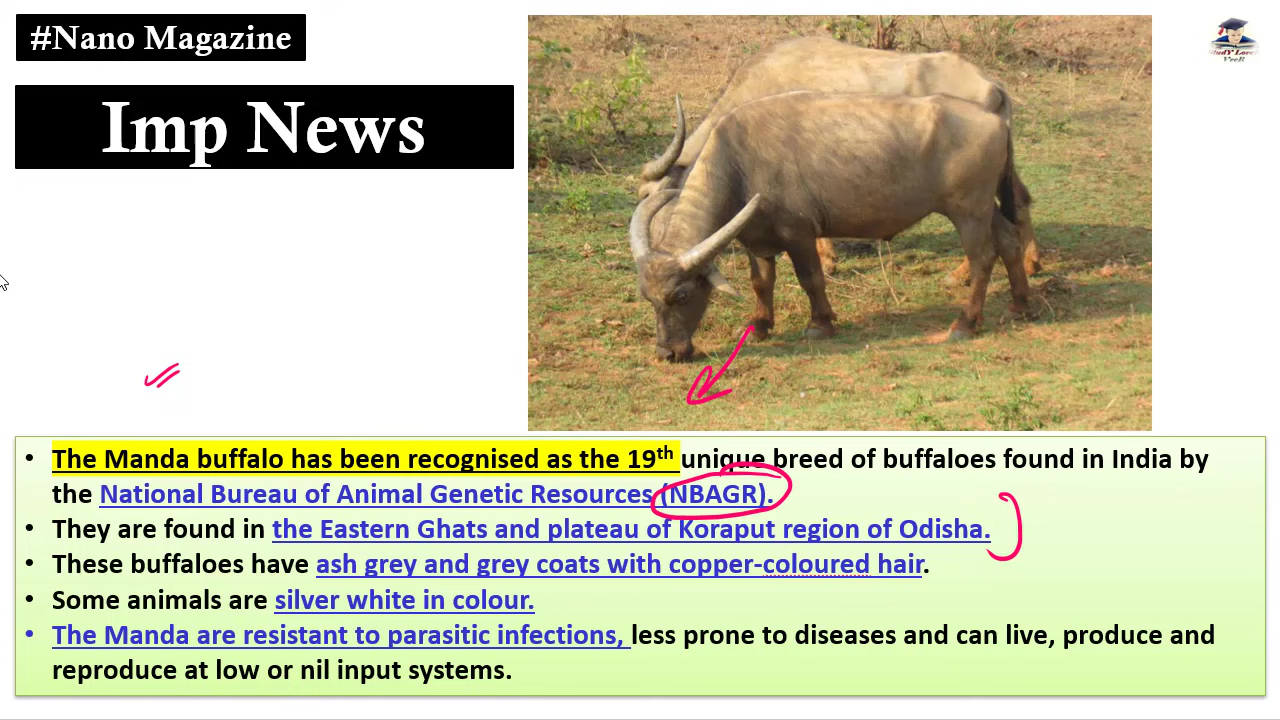 #Nano Magazine
Imp News
StudY Lover
VeeR
• The Manda buffalo has been recognised as the 19th unique breed of buffaloes found in India by
the National Bureau of Animal Genetic Resources (NBAGR).
• They are found in the Eastern Ghats and plateau of Koraput region of Odisha.
• These buffaloes have ash grey and grey coats with copper-coloured hair.
• Some animals are silver white in colour.
• The Manda are resistant to parasitic infections, less prone to diseases and can live, produce and
reproduce at low or nil input systems.